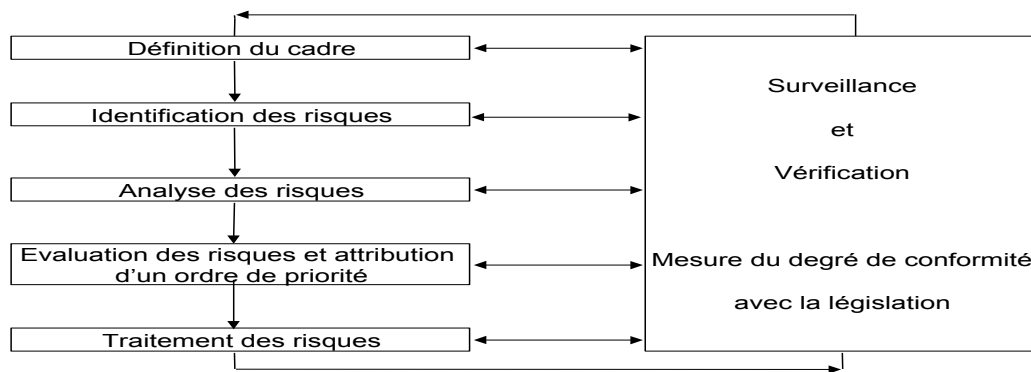 Définition du cadre
Identification des risques
Analyse des risques
Evaluation des risques et attribution
d’un ordre de priorité
Traitement des risques
Surveillance
et
Vérification
Mesure du degré de conformité
avec la législation